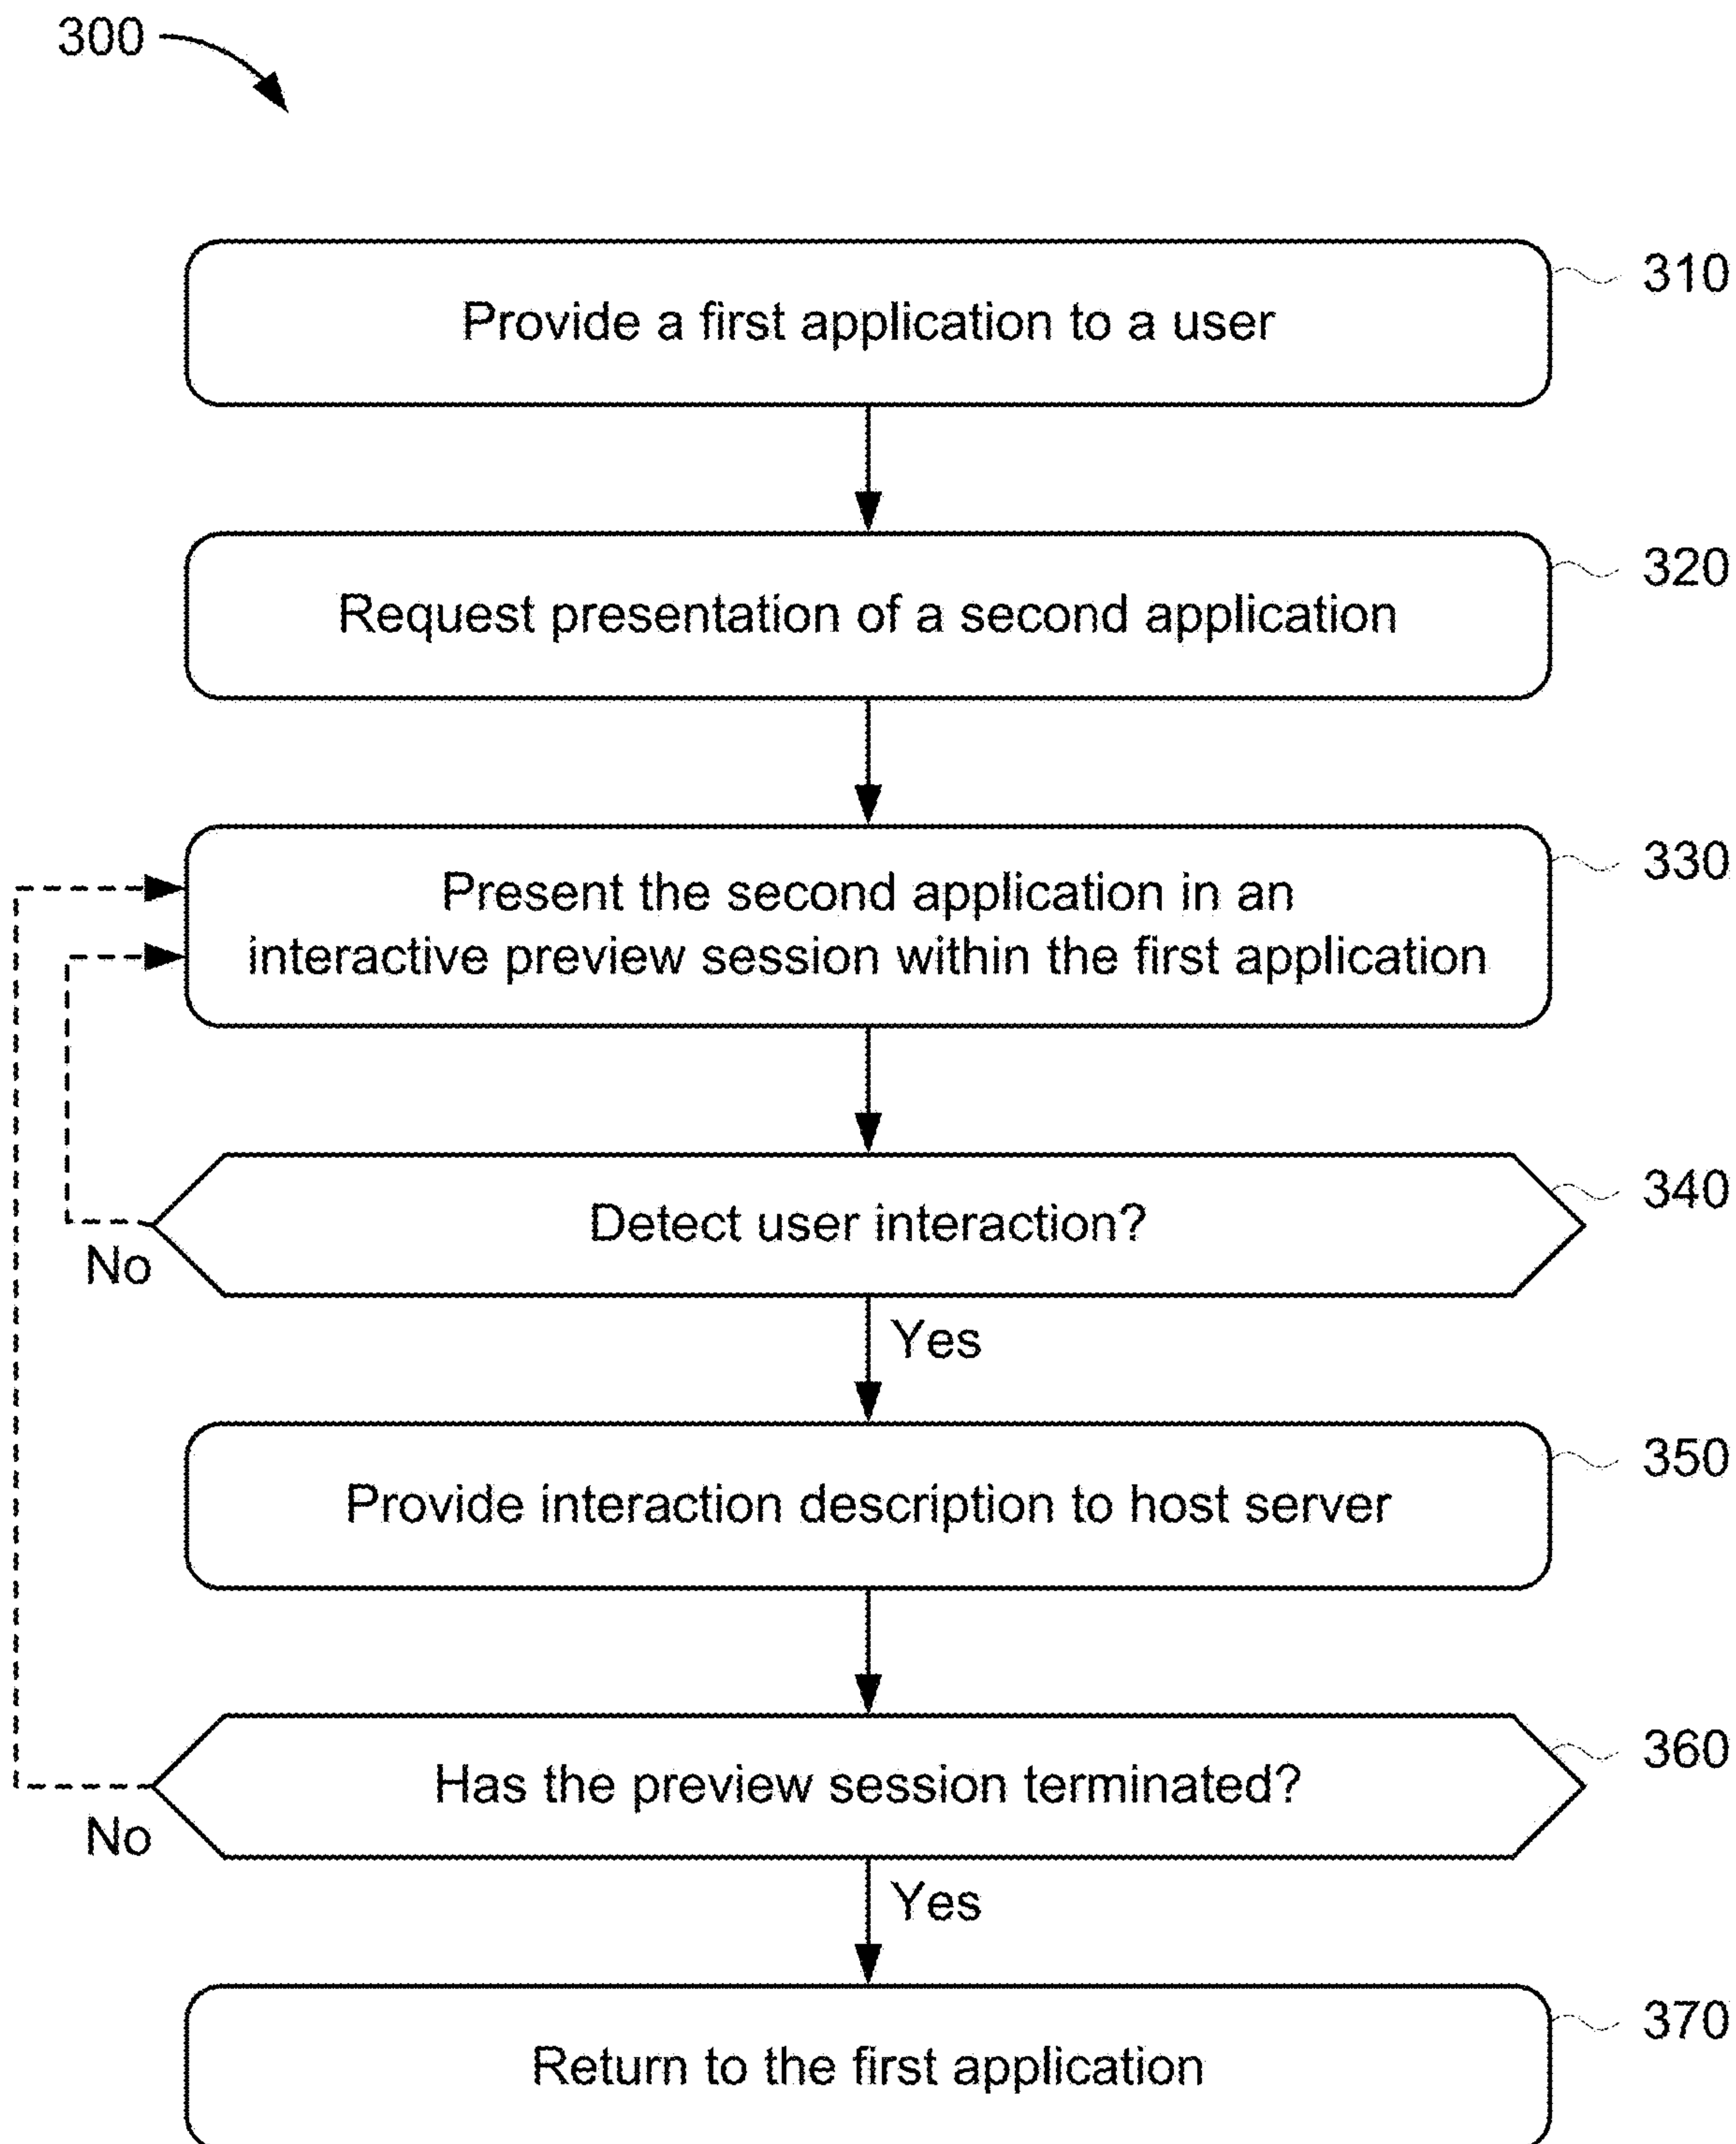 300
310
Provide a first application to a user
320
Request presentation of a second application
330
Present the second application in an
interactive preview session within the first application
340
Detect user interaction?
No
Yes
350
Provide interaction description to host server
360
Has the preview session terminated?
No
Yes
370
Return to the first application